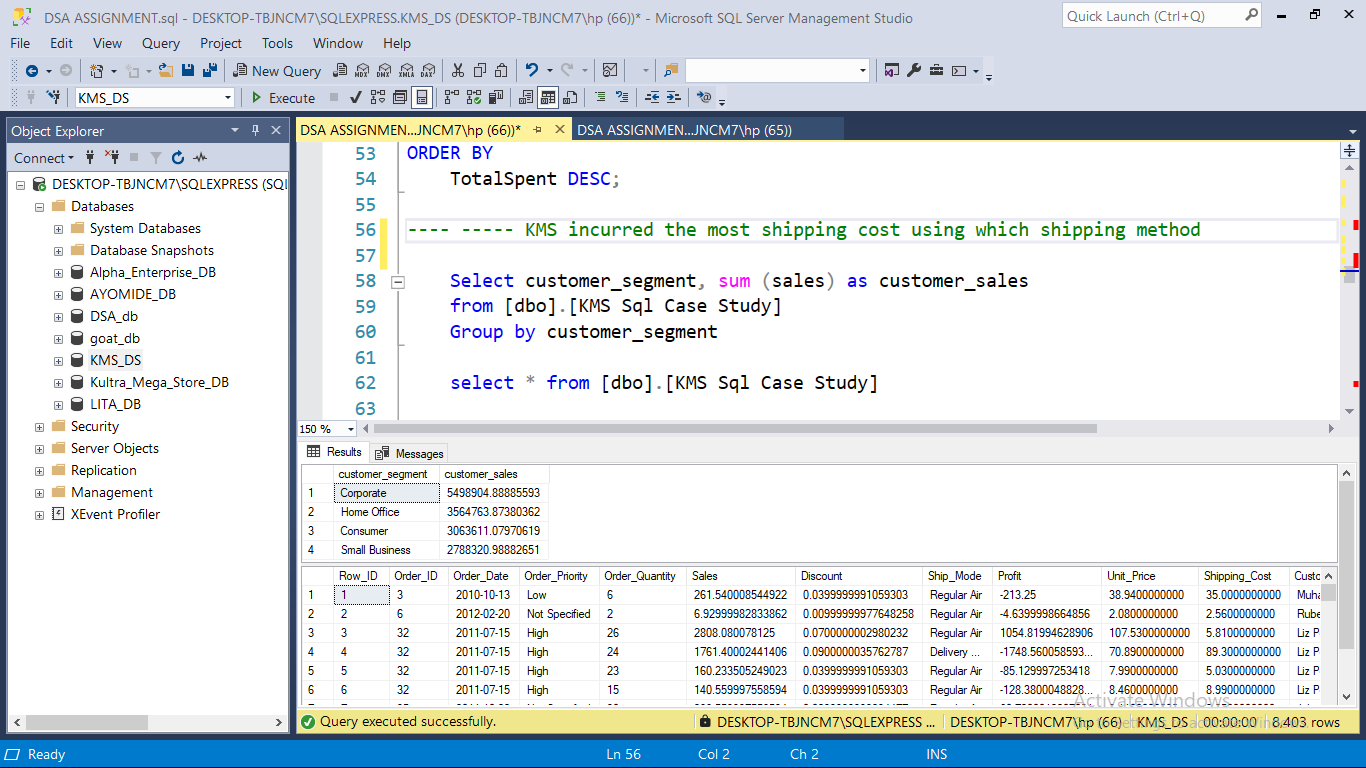 DSA ASSIGNMENT.sql - DESKTOP-TBJNCM7\SQLEXPRESS.KMS_DS (DESKTOP-TBJNCM7\hp (66))* - Microsoft SQL Server Management Studio
Quick Launch (Ctrl+Q)
File Edit View Query Project Tools Window Help
New Query MDX DMX XMLA DAX
KMS_DS Execute
Object Explorer
Connect
DESKTOP-TBJNCM7\SQLEXPRESS (SQl
Databases
System Databases
Database Snapshots
Alpha_Enterprise_DB
AYOMIDE_DB
DSA_db
goat_db
KMS_DS
Kultra_Mega_Store_DB
LITA_DB
Security
Server Objects
Replication
Management
XEvent Profiler
DSA ASSIGNMEN...JNCM7\hp (66))* DSA ASSIGNMEN...JNCM7\hp (65))
53 ORDER BY
54 TotalSpent DESC;
55
56 ---- ----- KMS incurred the most shipping cost using which shipping method
57
58 Select customer_segment, sum (sales) as customer_sales
59 from [dbo].[KMS Sql Case Study]
60 Group by customer_segment
61
62 select * from [dbo].[KMS Sql Case Study]
63
150 %
Results Messages
customer_segment customer_sales
1 Corporate 5498904.88885593
2 Home Office 3564763.87380362
3 Consumer 3063611.07970619
4 Small Business 2788320.98882651
Row_ID Order_ID Order_Date Order_Priority Order_Quantity Sales Discount Ship_Mode Profit Unit_Price Shipping_Cost Custo
1 1 3 2010-10-13 Low 6 261.540008544922 0.0399999991059303 Regular Air -213.25 38.9400000000 35.0000000000 Muha
2 2 6 2012-02-20 Not Specified 2 6.92999982833862 0.00999999977648258 Regular Air -4.6399998664856 2.0800000000 2.5600000000 Rube
3 3 32 2011-07-15 High 26 2808.080078125 0.0700000002980232 Regular Air 1054.81994628906 107.5300000000 5.8100000000 Liz P
4 4 32 2011-07-15 High 24 1761.40002441406 0.0900000035762787 Delivery ... -1748.560058593... 70.8900000000 89.3000000000 Liz P
5 5 32 2011-07-15 High 23 160.233505249023 0.0399999991059303 Regular Air -85.129997253418 7.9900000000 5.0300000000 Liz P
6 6 32 2011-07-15 High 15 140.559997558594 0.0399999991059303 Regular Air -128.3800048828... 8.4600000000 8.9900000000 Liz P
Activate Windows
Query executed successfully. DESKTOP-TBJNCM7\SQLEXPRESS ... DESKTOP-TBJNCM7\hp (66) KMS_DS 00:00:00 8,403 rows
Ready Ln 56 Col 2 Ch 2 INS